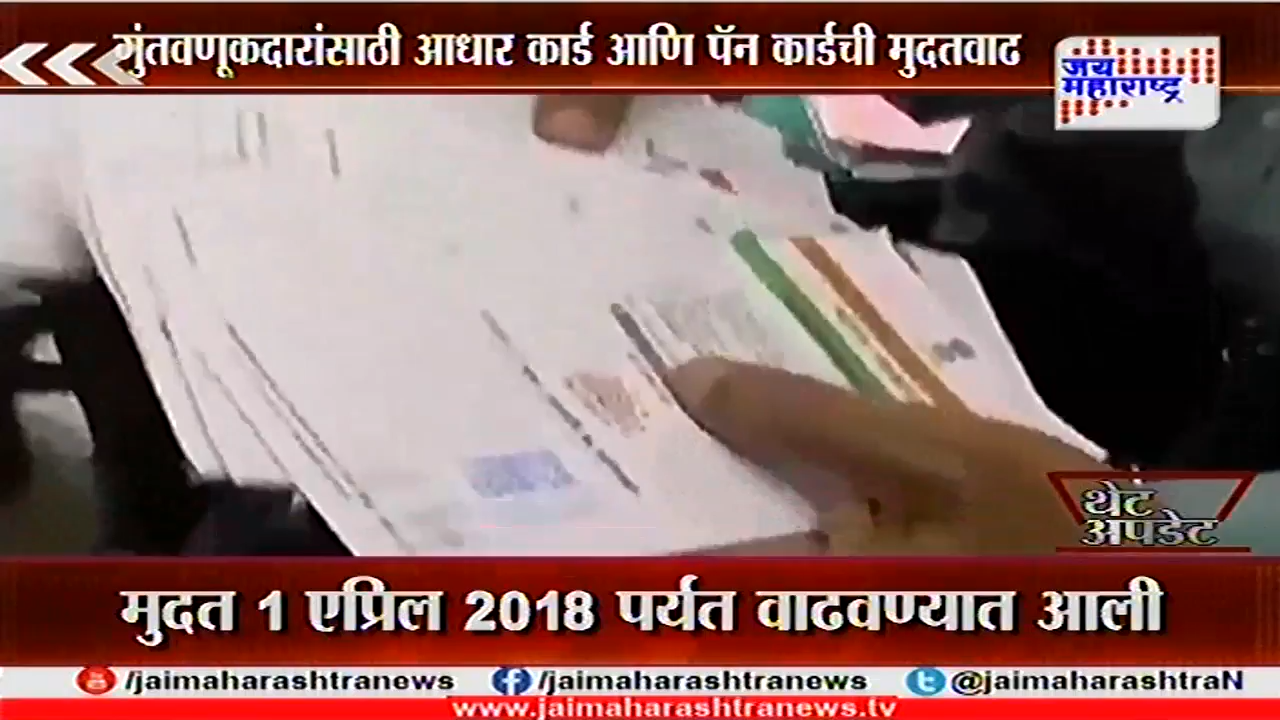 गुंतवणूकदारांसाठी आधार कार्ड आणि पॅन कार्डची मुदतवाढ
जय
महाराष्ट्र
थेट
अपडेट
मुदत 1 एप्रिल 2018 पर्यंत वाढवण्यात आली
/jaimaharashtranews /jaimaharashtranews @jaimaharashtraN
www.jaimaharashtranews.tv